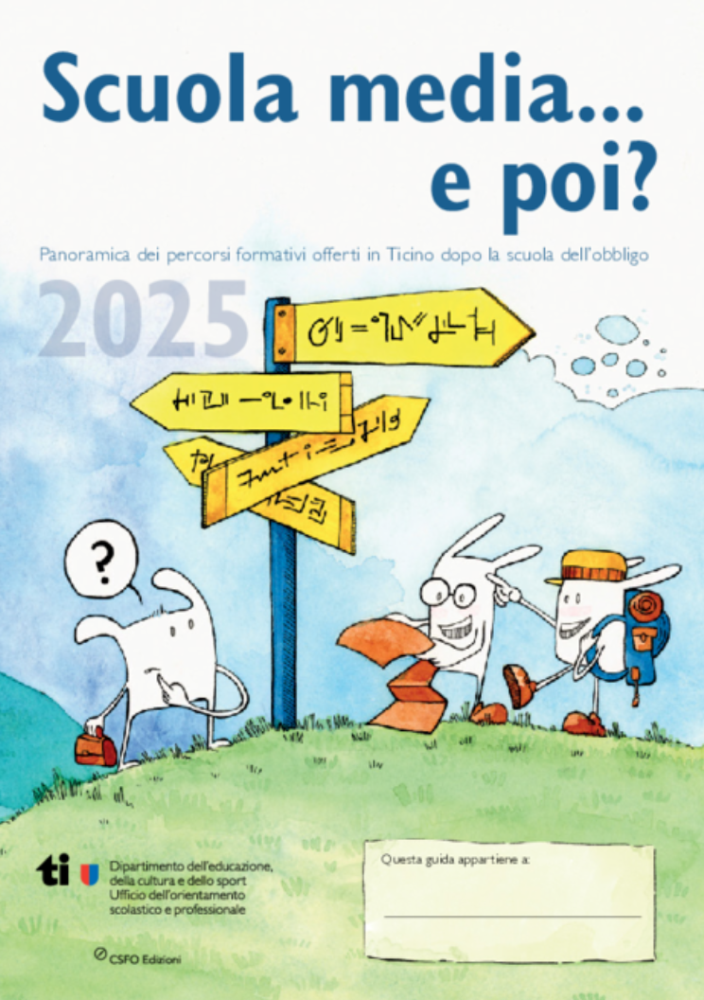 Scuola media...
e poi?
Panoramica dei percorsi formativi offerti in Ticino dopo la scuola dell'obbligo
2025
?
ti
Dipartimento dell'educazione,
della cultura e dello sport
Ufficio dell'orientamento
scolastico e professionale
CSFO Edizioni
Questa guida appartiene a: